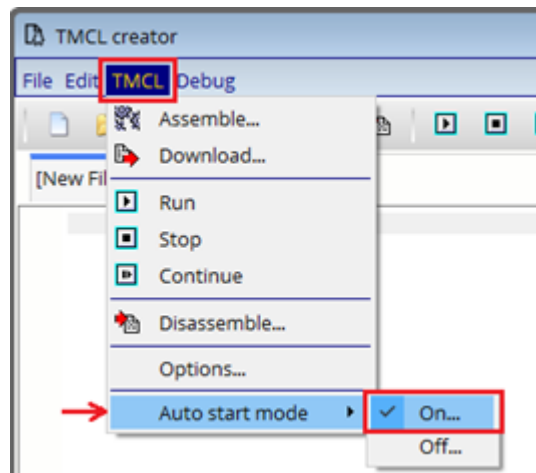 TMCL creator
File Edit TMCL Debug
Assemble...
Download...
[New Fil
Run
Stop
Continue
Disassemble...
Options...
Auto start mode
On...
Off...